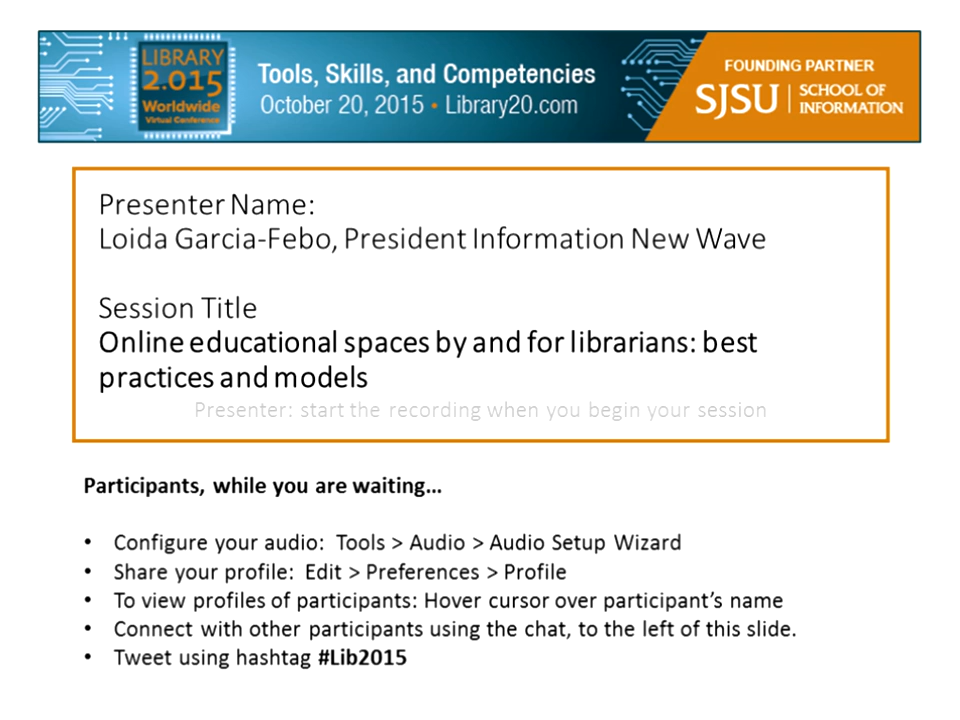 LIBRARY
2.015
Worldwide
Virtual Conference
Tools, Skills, and Competencies
October 20, 2015 • Library20.com
FOUNDING PARTNER
SJSU | SCHOOL OF
INFORMATION
Presenter Name:
Loida Garcia-Febo, President Information New Wave
Session Title
Online educational spaces by and for librarians: best
practices and models
Presenter: start the recording when you begin your session
Participants, while you are waiting...
• Configure your audio: Tools > Audio > Audio Setup Wizard
• Share your profile: Edit > Preferences > Profile
• To view profiles of participants: Hover cursor over participant's name
• Connect with other participants using the chat, to the left of this slide.
• Tweet using hashtag #Lib2015